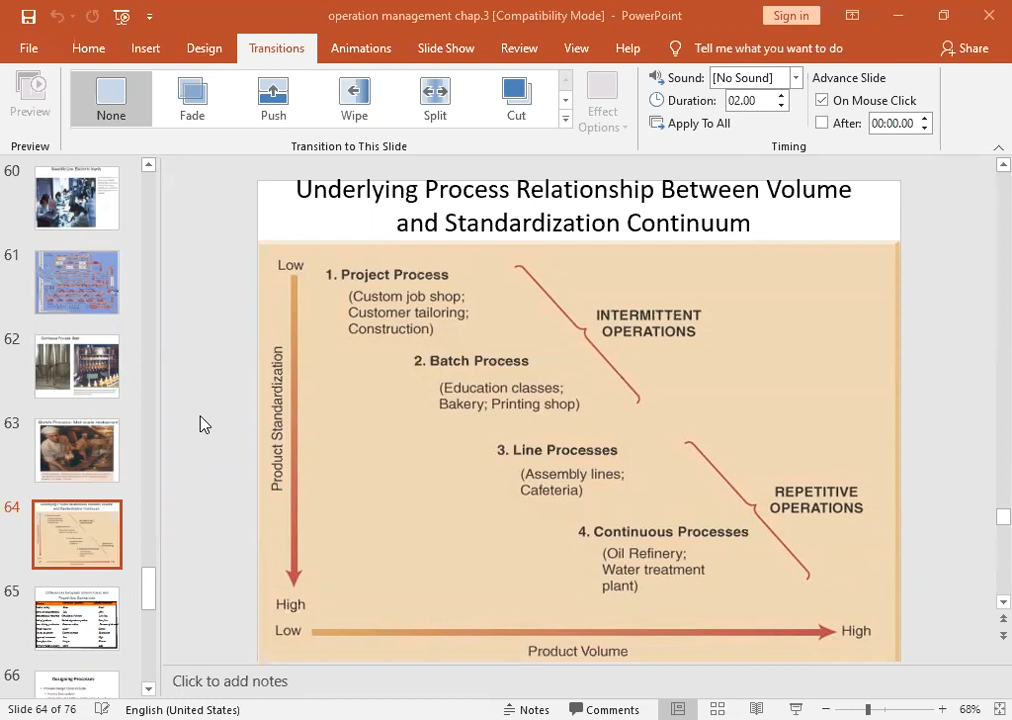 operation management chap.3 [Compatibility Mode] - PowerPoint
Sign in
File Home Insert Design Transitions Animations Slide Show Review View Help Tell me what you want to do Share
Preview
None Fade Push Wipe Split Cut
Effect
Options
Sound: [No Sound]
Duration: 02.00
Apply To All
Advance Slide
On Mouse Click
After: 00:00.00
Preview Transition to This Slide Timing
60
61
62
63
64
65
66
Designing Processes
Underlying Process Relationship Between Volume
and Standardization Continuum
Low
1. Project Process
(Custom job shop;
Customer tailoring;
Construction)
INTERMITTENT
OPERATIONS
2. Batch Process
(Education classes;
Bakery; Printing shop)
Product Standardization
3. Line Processes
(Assembly lines;
Cafeteria)
REPETITIVE
OPERATIONS
4. Continuous Processes
(Oil Refinery;
Water treatment
plant)
High
Low
High
Product Volume
Click to add notes
Slide 64 of 76 English (United States) Notes Comments 68%